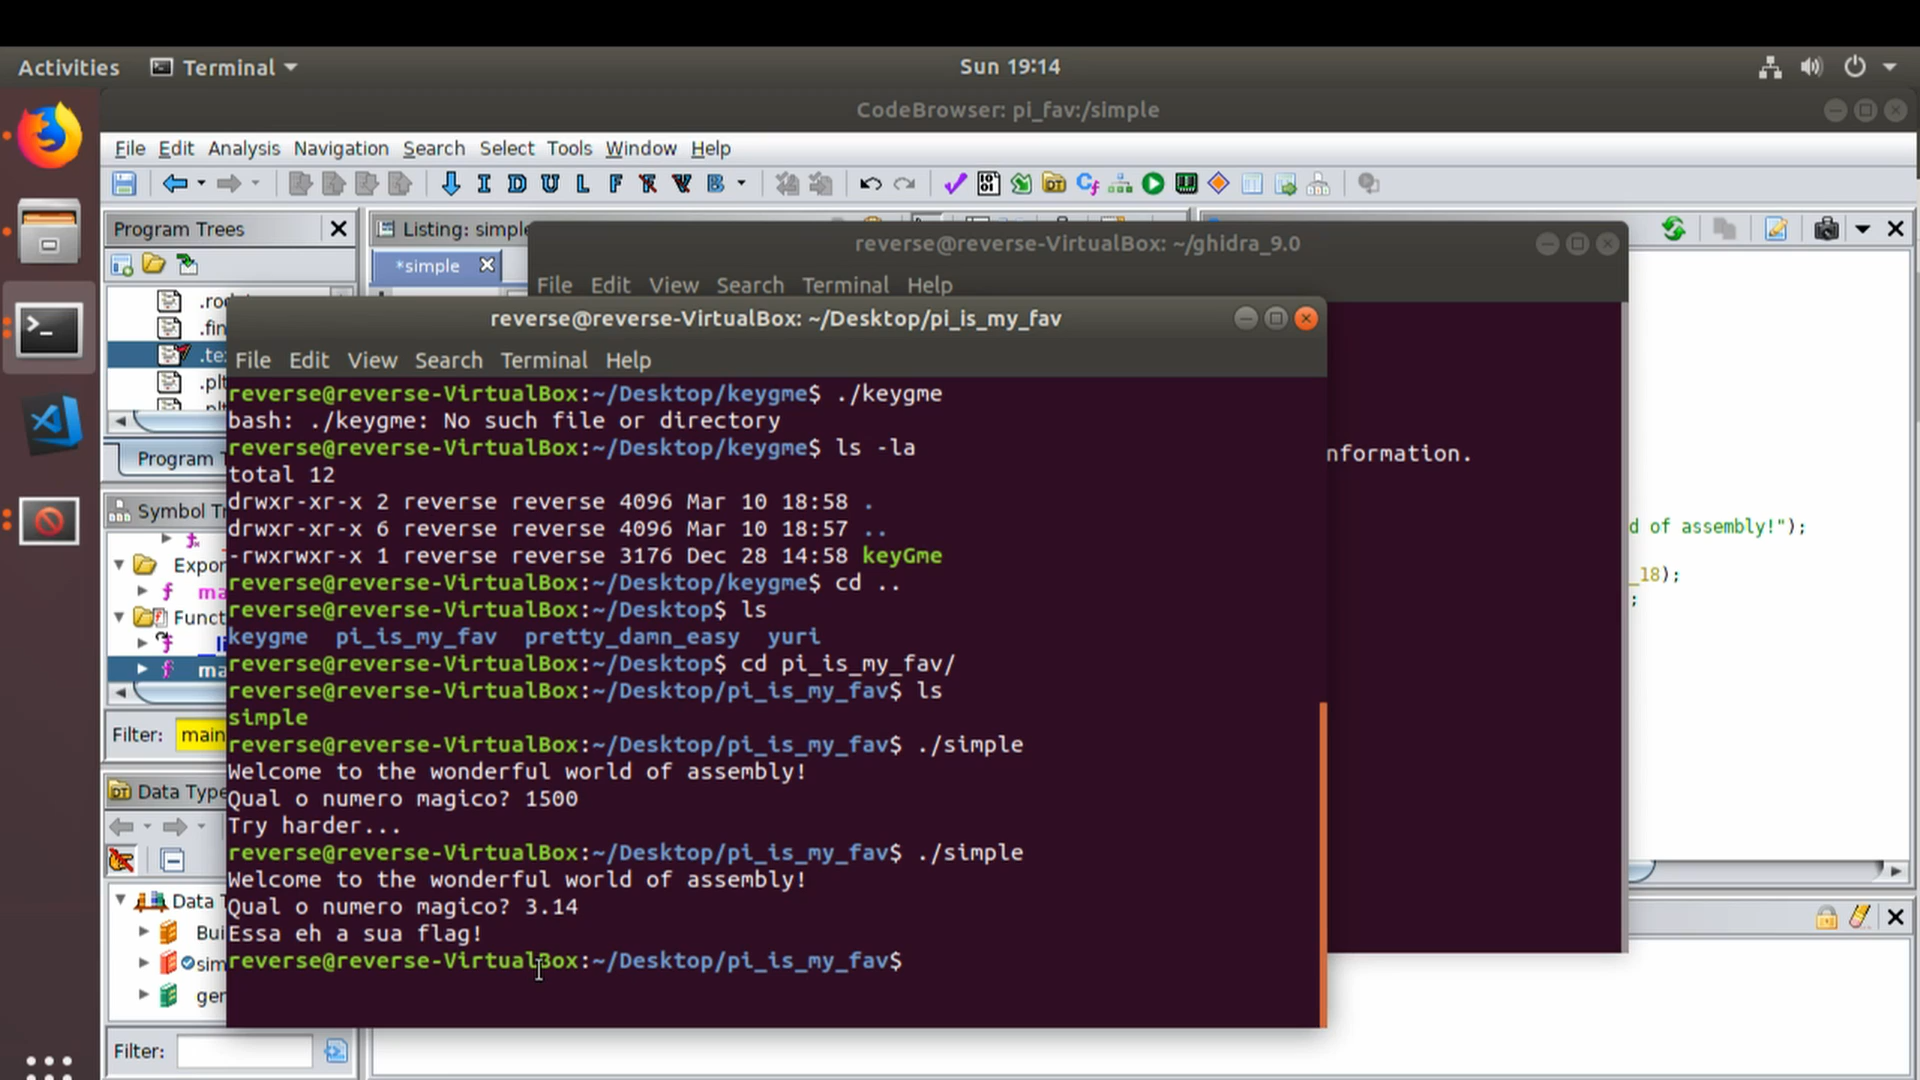 Activities Terminal Sun 19:14
CodeBrowser: pi_fav:/simple
File Edit Analysis Navigation Search Select Tools Window Help
I D U L F B
Program Trees
Listing: simple
*simple
reverse@reverse-VirtualBox: ~/ghidra_9.0
File Edit View Search Terminal Help
nformation.
Program
Symbol
Expor
Funct
Filter: main
Data Type
Data
Bui
sim
gen
Filter:
d of assembly!");
_18);
;
reverse@reverse-VirtualBox: ~/Desktop/pi_is_my_fav
File Edit View Search Terminal Help
reverse@reverse-VirtualBox:~/Desktop/keygme$ ./keygme
bash: ./keygme: No such file or directory
reverse@reverse-VirtualBox:~/Desktop/keygme$ ls -la
total 12
drwxr-xr-x 2 reverse reverse 4096 Mar 10 18:58 .
drwxr-xr-x 6 reverse reverse 4096 Mar 10 18:57 ..
-rwxrwxr-x 1 reverse reverse 3176 Dec 28 14:58 keyGme
reverse@reverse-VirtualBox:~/Desktop/keygme$ cd ..
reverse@reverse-VirtualBox:~/Desktop$ ls
keygme pi_is_my_fav pretty_damn_easy yuri
reverse@reverse-VirtualBox:~/Desktop$ cd pi_is_my_fav/
reverse@reverse-VirtualBox:~/Desktop/pi_is_my_fav$ ls
simple
reverse@reverse-VirtualBox:~/Desktop/pi_is_my_fav$ ./simple
Welcome to the wonderful world of assembly!
Qual o numero magico? 1500
Try harder...
reverse@reverse-VirtualBox:~/Desktop/pi_is_my_fav$ ./simple
Welcome to the wonderful world of assembly!
Qual o numero magico? 3.14
Essa eh a sua flag!
reverse@reverse-VirtualBox:~/Desktop/pi_is_my_fav$